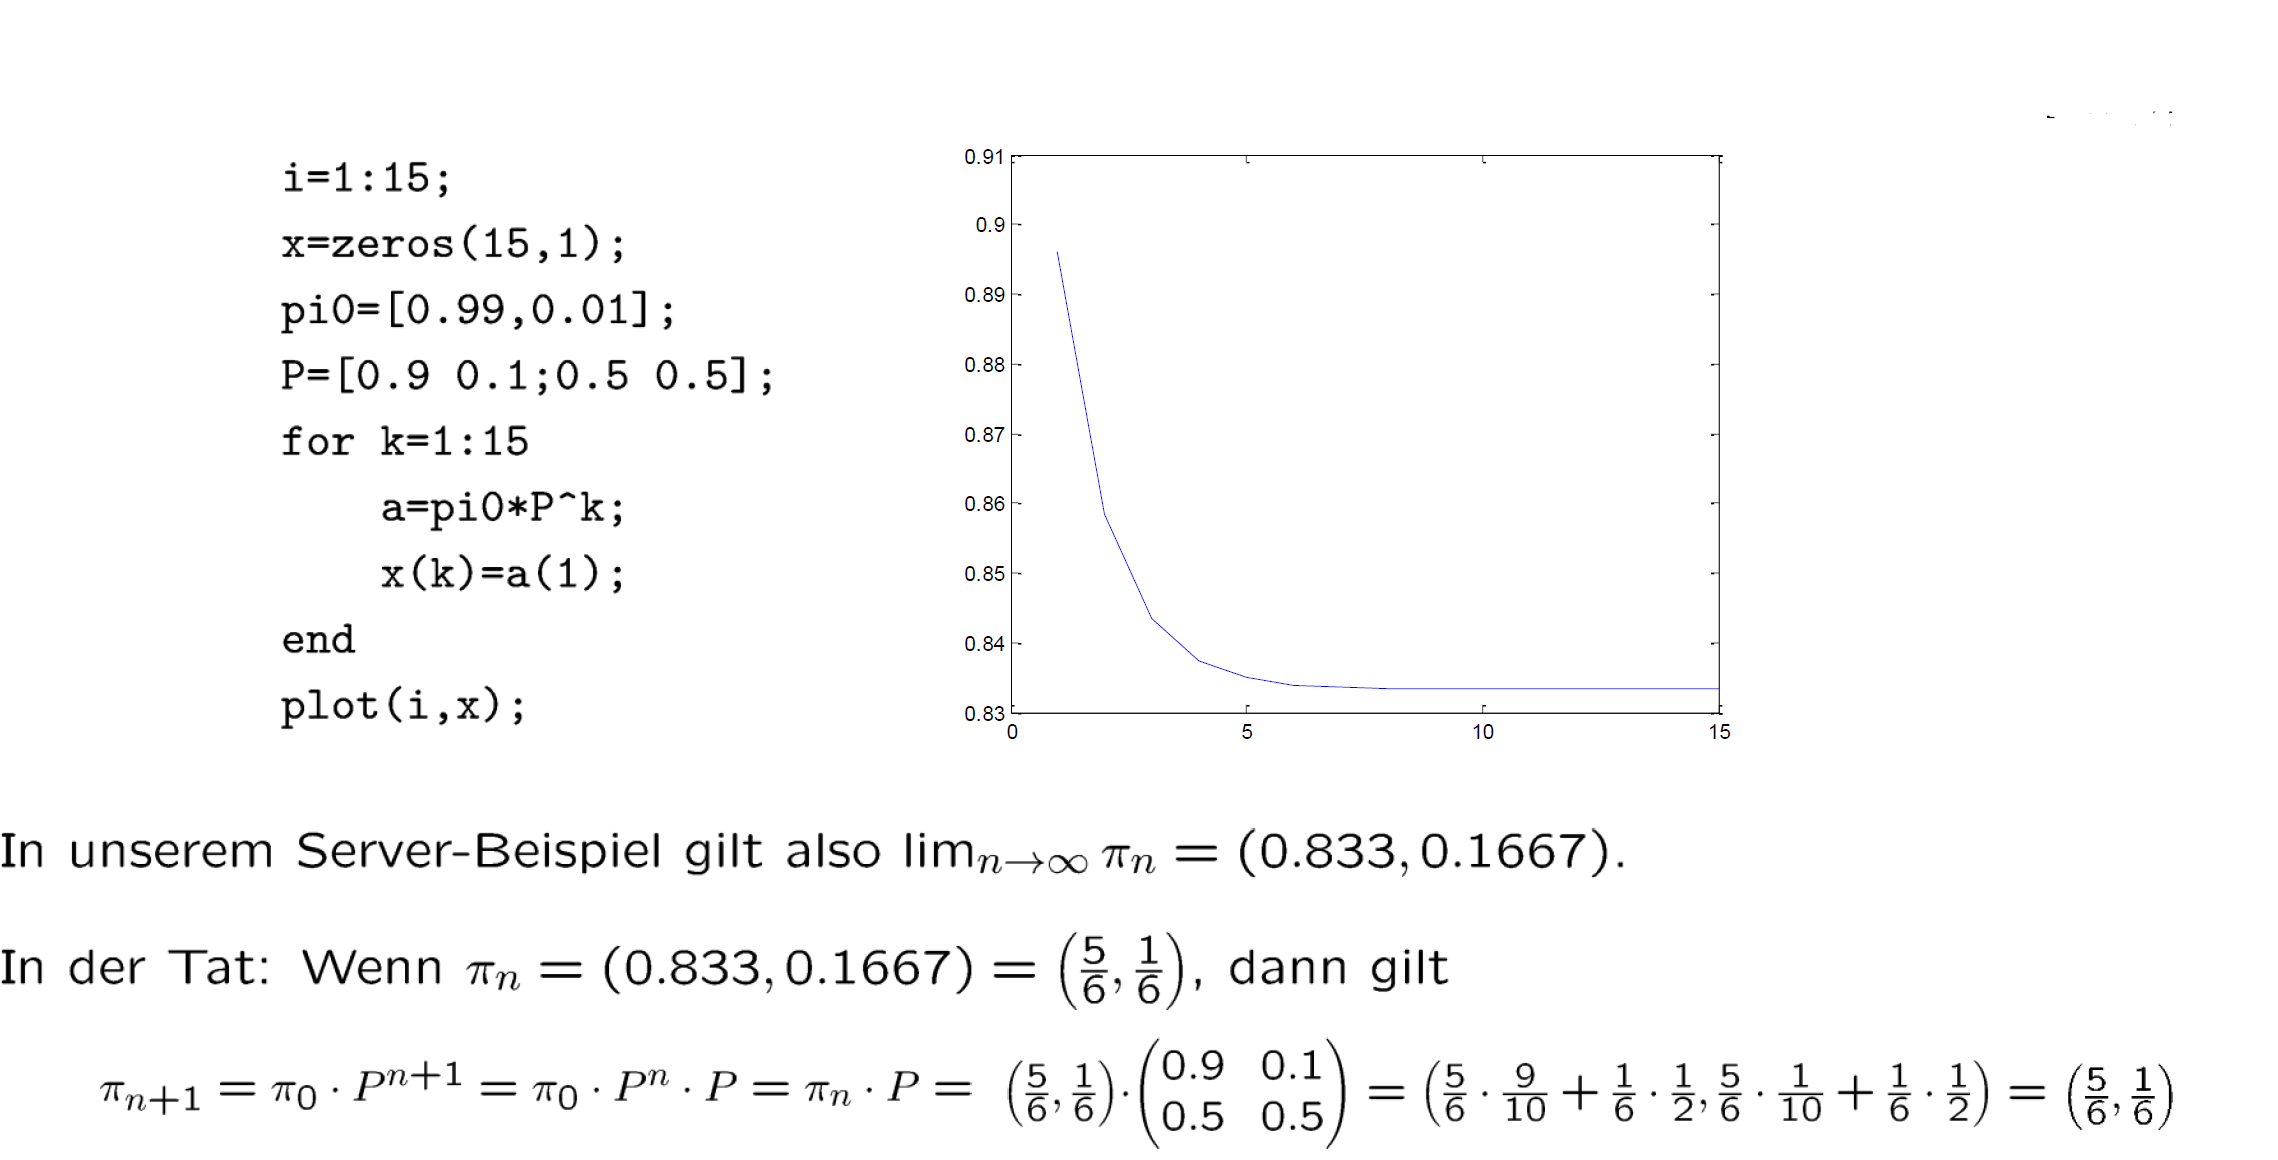 i=1:15;
x=zeros(15,1);
pi0=[0.99,0.01];
P=[0.9 0.1;0.5 0.5];
for k=1:15
    a=pi0*P^k;
    x(k)=a(1);
end
plot(i,x);
0.91
0.9
0.89
0.88
0.87
0.86
0.85
0.84
0.83
0 5 10 15
In unserem Server-Beispiel gilt also lim_{n→∞} π_n = (0.833, 0.1667).
In der Tat: Wenn π_n = (0.833, 0.1667) = (5/6, 1/6), dann gilt
π_{n+1} = π_0 · P^{n+1} = π_0 · P^n · P = π_n · P = (5/6, 1/6) · (0.9 0.1; 0.5 0.5) = (5/6 · 9/10 + 1/6 · 1/2, 5/6 · 1/10 + 1/6 · 1/2) = (5/6, 1/6)